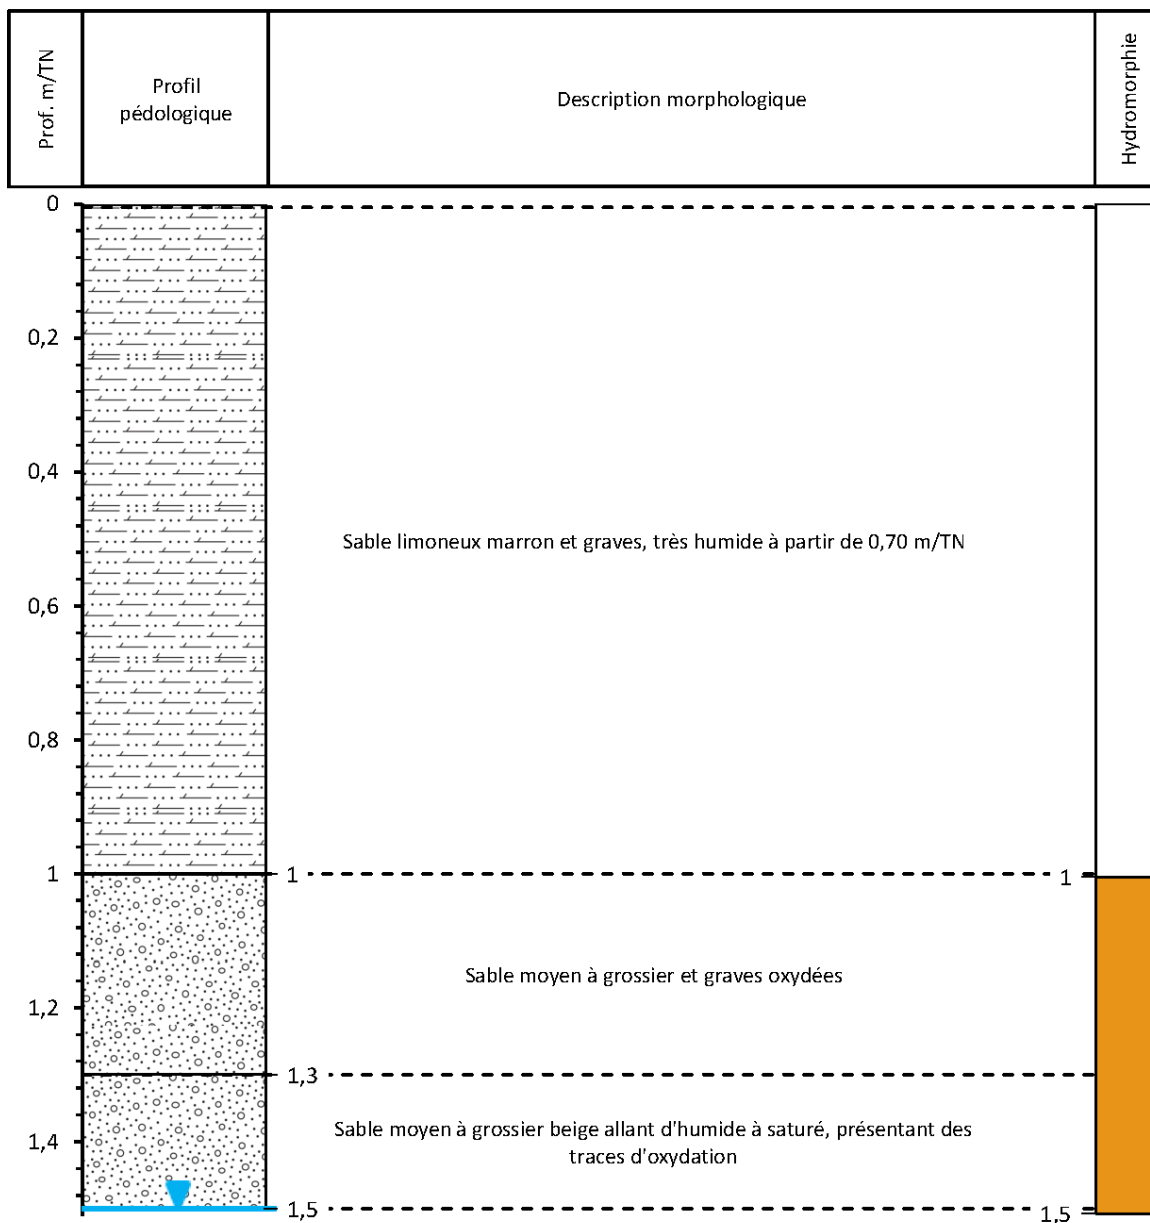 Prof. m/TN
Profil
pédologique
Description morphologique
Hydromorphie
0
0,2
0,4
Sable limoneux marron et graves, très humide à partir de 0,70 m/TN
0,6
0,8
1
1
1
Sable moyen à grossier et graves oxydées
1,2
1,3
Sable moyen à grossier beige allant d'humide à saturé, présentant des
traces d'oxydation
1,4
1,5
1,5